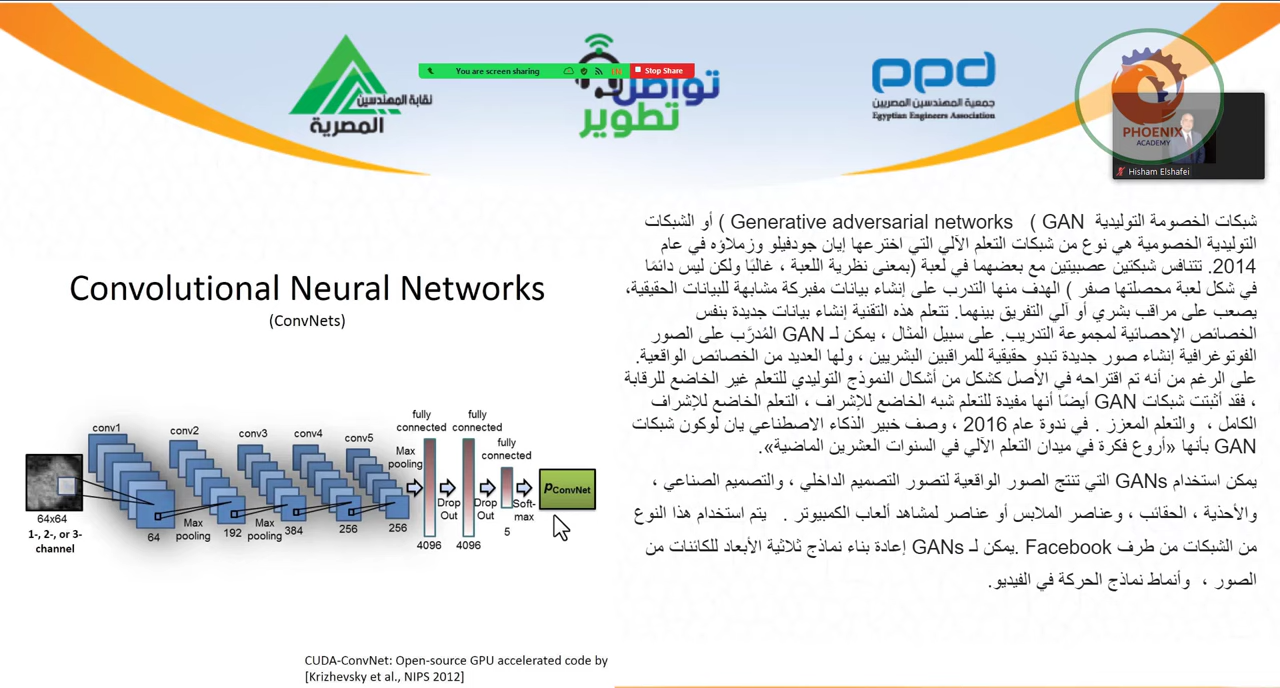 نقابة المهندسين
المصرية
You are screen sharing
EN
Stop Share
تواصل
تطوير
ppd
جمعية المهندسين المصريين
Egyptian Engineers Association
PHOENIX
ACADEMY
Hisham Elshafei
Convolutional Neural Networks
(ConvNets)
conv1
conv2
conv3
conv4
conv5
fully
connected
fully
connected
fully
connected
Max
pooling
64x64
1-, 2-, or 3-
channel
64
Max
pooling
192
Max
pooling
384
256
256
4096
Drop
Out
4096
Drop
Out
5
Soft-
max
PConvNet
CUDA-ConvNet: Open-source GPU accelerated code by
[Krizhevsky et al., NIPS 2012]
شبكات الخصومة التوليدية GAN ( Generative adversarial networks ) أو الشبكات
التوليدية الخصومية هي نوع من شبكات التعلم الآلي التي اخترعها إيان جودفيلو وزملاؤه في عام
2014. تتنافس شبكتين عصبيتين مع بعضهما في لعبة (بمعنى نظرية اللعبة ، غالبًا ولكن ليس دائمًا
في شكل لعبة محصلتها صفر ) الهدف منها التدرب على إنشاء بيانات مفبركة مشابهة للبيانات الحقيقية،
يصعب على مراقب بشري أو آلي التفريق بينهما. تتعلم هذه التقنية إنشاء بيانات جديدة بنفس
الخصائص الإحصائية لمجموعة التدريب. على سبيل المثال ، يمكن لـ GAN المُدرَّب على الصور
الفوتوغرافية إنشاء صور جديدة تبدو حقيقية للمراقبين البشريين ، ولها العديد من الخصائص الواقعية.
على الرغم من أنه تم اقتراحه في الأصل كشكل من أشكال النموذج التوليدي للتعلم غير الخاضع للرقابة
، فقد أثبتت شبكات GAN أيضًا أنها مفيدة للتعلم شبه الخاضع للإشراف ، التعلم الخاضع للإشراف
الكامل ، والتعلم المعزز . في ندوة عام 2016 ، وصف خبير الذكاء الاصطناعي يان لوكون شبكات
GAN بأنها «أروع فكرة في ميدان التعلم الآلي في السنوات العشرين الماضية».
يمكن استخدام GANs التي تنتج الصور الواقعية لتصور التصميم الداخلي ، والتصميم الصناعي ،
والأحذية ، الحقائب ، وعناصر الملابس أو عناصر لمشاهد ألعاب الكمبيوتر . يتم استخدام هذا النوع
من الشبكات من طرف Facebook .يمكن لـ GANs إعادة بناء نماذج ثلاثية الأبعاد للكائنات من
الصور ، وأنماط نماذج الحركة في الفيديو.